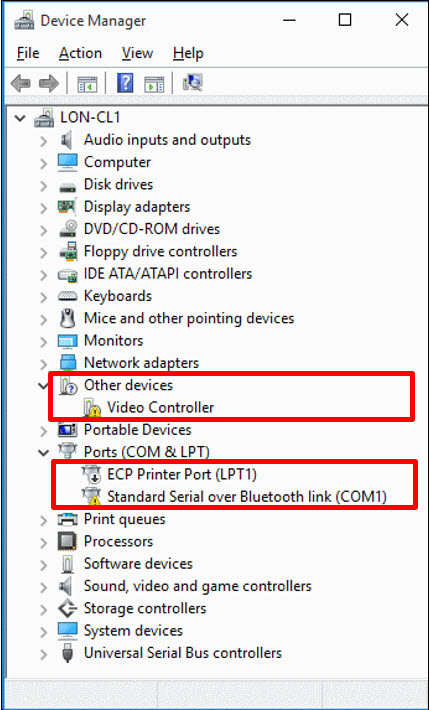 Device Manager
File Action View Help
LON-CL1
Audio inputs and outputs
Computer
Disk drives
Display adapters
DVD/CD-ROM drives
Floppy drive controllers
IDE ATA/ATAPI controllers
Keyboards
Mice and other pointing devices
Monitors
Network adapters
Other devices
Video Controller
Portable Devices
Ports (COM & LPT)
ECP Printer Port (LPT1)
Standard Serial over Bluetooth link (COM1)
Print queues
Processors
Software devices
Sound, video and game controllers
Storage controllers
System devices
Universal Serial Bus controllers